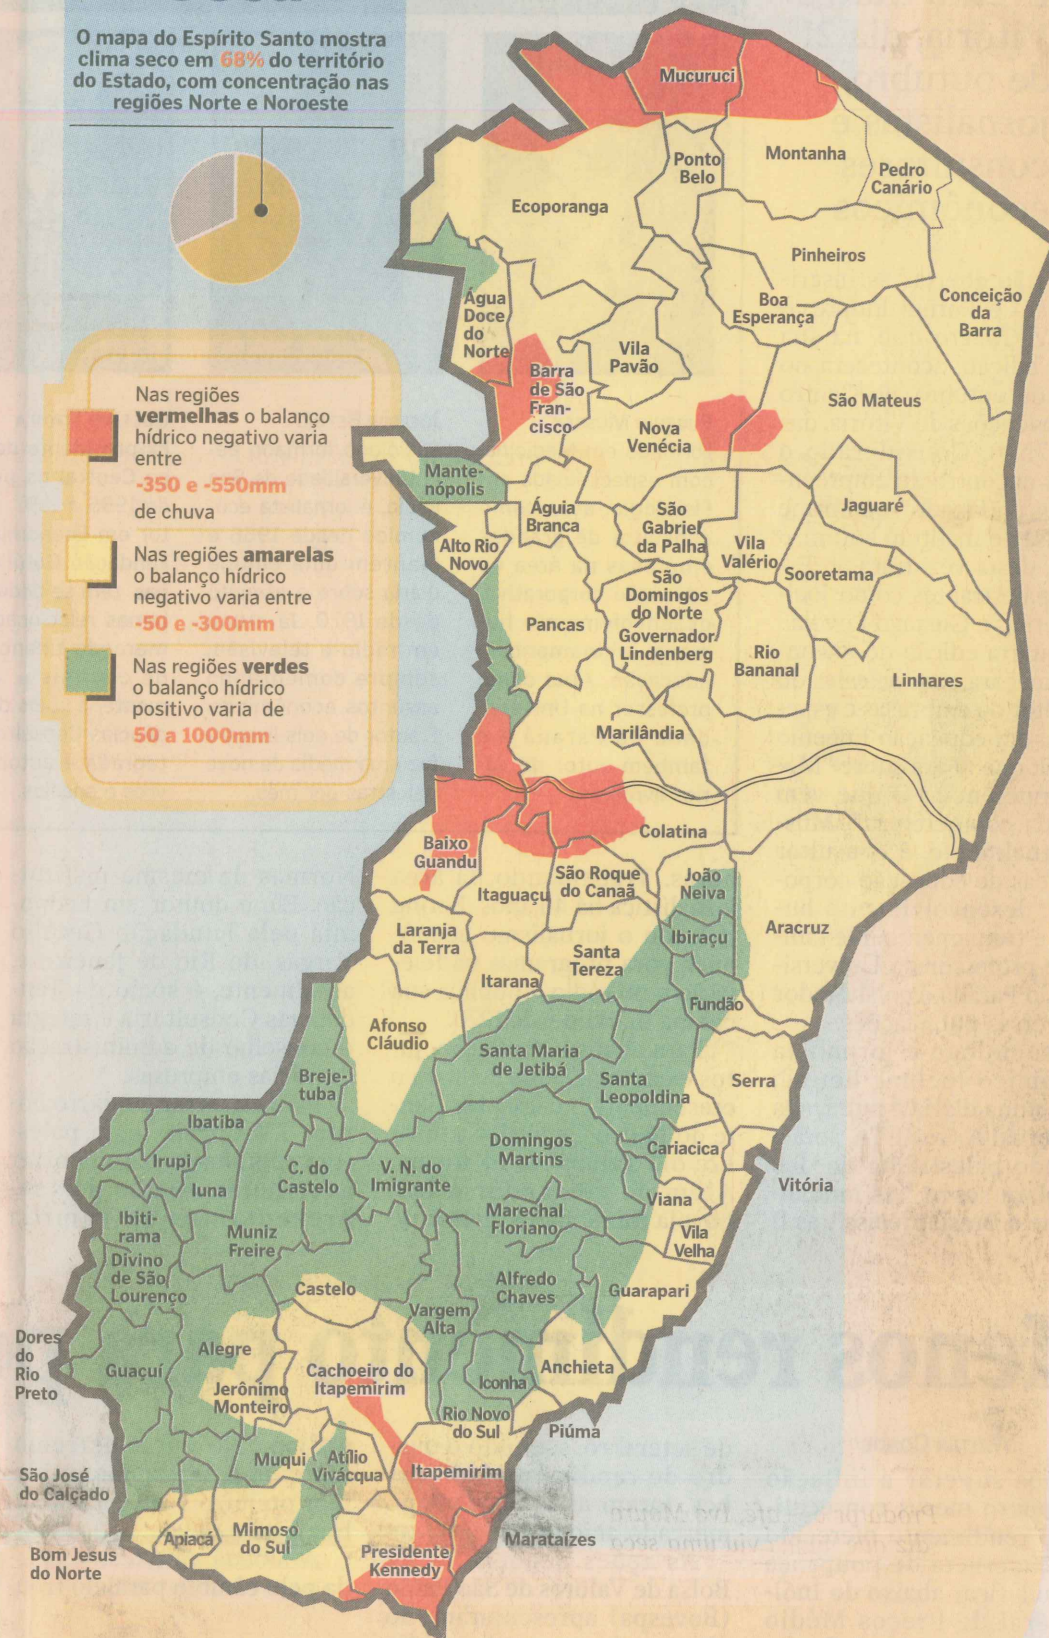 O mapa do Espírito Santo mostra
clima seco em 68% do território
do Estado, com concentração nas
regiões Norte e Noroeste
Nas regiões
vermelhas o balanço
hídrico negativo varia
entre
-350 e -550mm
de chuva
Nas regiões amarelas
o balanço hídrico
negativo varia entre
-50 e -300mm
Nas regiões verdes
o balanço hídrico
positivo varia de
50 a 1000mm
Mucuruci
Ponto
Belo
Montanha
Pedro
Canário
Ecoporanga
Pinheiros
Boa
Esperança
Conceição
da
Barra
Água
Doce
do
Norte
Vila
Pavão
Barra
de São
Fran-
cisco
São Mateus
Nova
Venécia
Mante-
nópolis
Águia
Branca
São
Gabriel
da Palha
Jaguaré
Alto Rio
Novo
Vila
Valério
Sooretama
São
Domingos
do Norte
Pancas
Governador
Lindenberg
Rio
Bananal
Linhares
Marilândia
Colatina
Baixo
Guandu
São Roque
do Canaã
João
Neiva
Itaguaçu
Laranja
da Terra
Ibiraçu
Aracruz
Santa
Tereza
Itarana
Fundão
Afonso
Cláudio
Santa Maria
de Jetibá
Breje-
tuba
Santa
Leopoldina
Serra
Ibatiba
Domingos
Martins
Cariacica
Irupi
C. do
Castelo
V. N. do
Imigrante
Vitória
Iuna
Viana
Ibiti-
rama
Marechal
Floriano
Muniz
Freire
Vila
Velha
Divino
de São
Lourenço
Castelo
Alfredo
Chaves
Guarapari
Vargem
Alta
Dores
do
Rio
Preto
Guaçuí
Alegre
Cachoeiro do
Itapemirim
Anchieta
Jerônimo
Monteiro
Iconha
Rio Novo
do Sul
Piúma
Muqui
Atílio
Vivácqua
Itapemirim
São José
do Calçado
Apiacá
Mimoso
do Sul
Marataízes
Bom Jesus
do Norte
Presidente
Kennedy